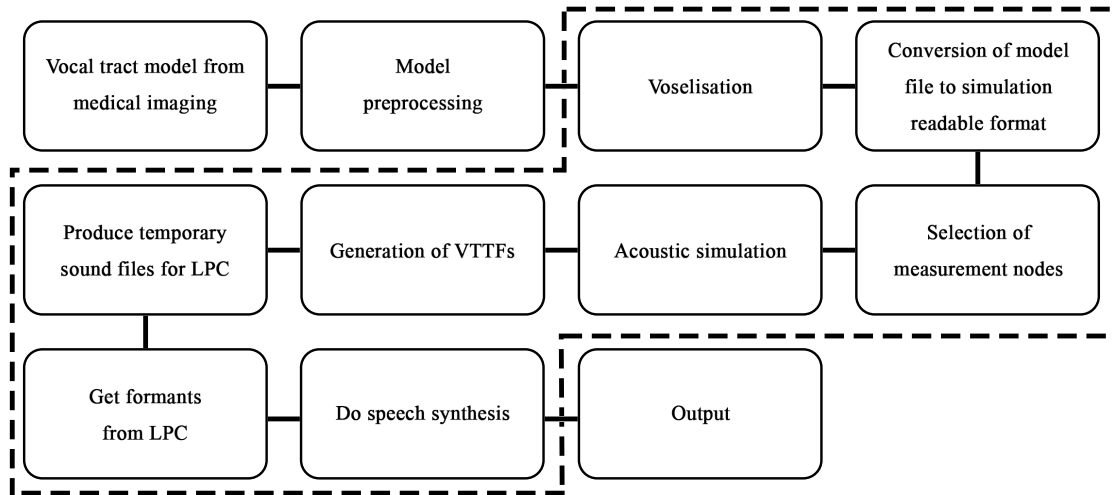 Vocal tract model from
medical imaging
Model
preprocessing
Voselisation
Conversion of model
file to simulation
readable format
Produce temporary
sound files for LPC
Generation of VTTFs
Acoustic simulation
Selection of
measurement nodes
Get formants
from LPC
Do speech synthesis
Output